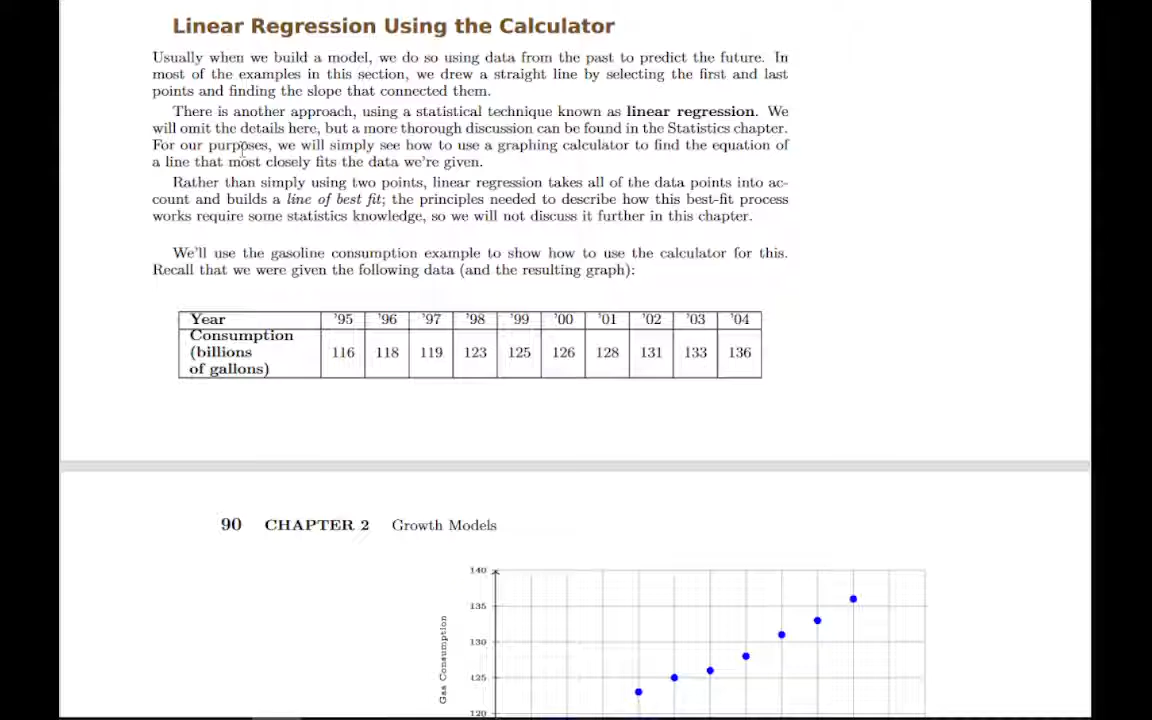 Linear Regression Using the Calculator
Usually when we build a model, we do so using data from the past to predict the future. In
most of the examples in this section, we drew a straight line by selecting the first and last
points and finding the slope that connected them.
There is another approach, using a statistical technique known as linear regression. We
will omit the details here, but a more thorough discussion can be found in the Statistics chapter.
For our purposes, we will simply see how to use a graphing calculator to find the equation of
a line that most closely fits the data we're given.
Rather than simply using two points, linear regression takes all of the data points into ac-
count and builds a line of best fit; the principles needed to describe how this best-fit process
works require some statistics knowledge, so we will not discuss it further in this chapter.
We'll use the gasoline consumption example to show how to use the calculator for this.
Recall that we were given the following data (and the resulting graph):
Year '95 '96 '97 '98 '99 '00 '01 '02 '03 '04
Consumption
(billions 116 118 119 123 125 126 128 131 133 136
of gallons)
90 CHAPTER 2 Growth Models
140
135
130
125
120
Gas Consumption